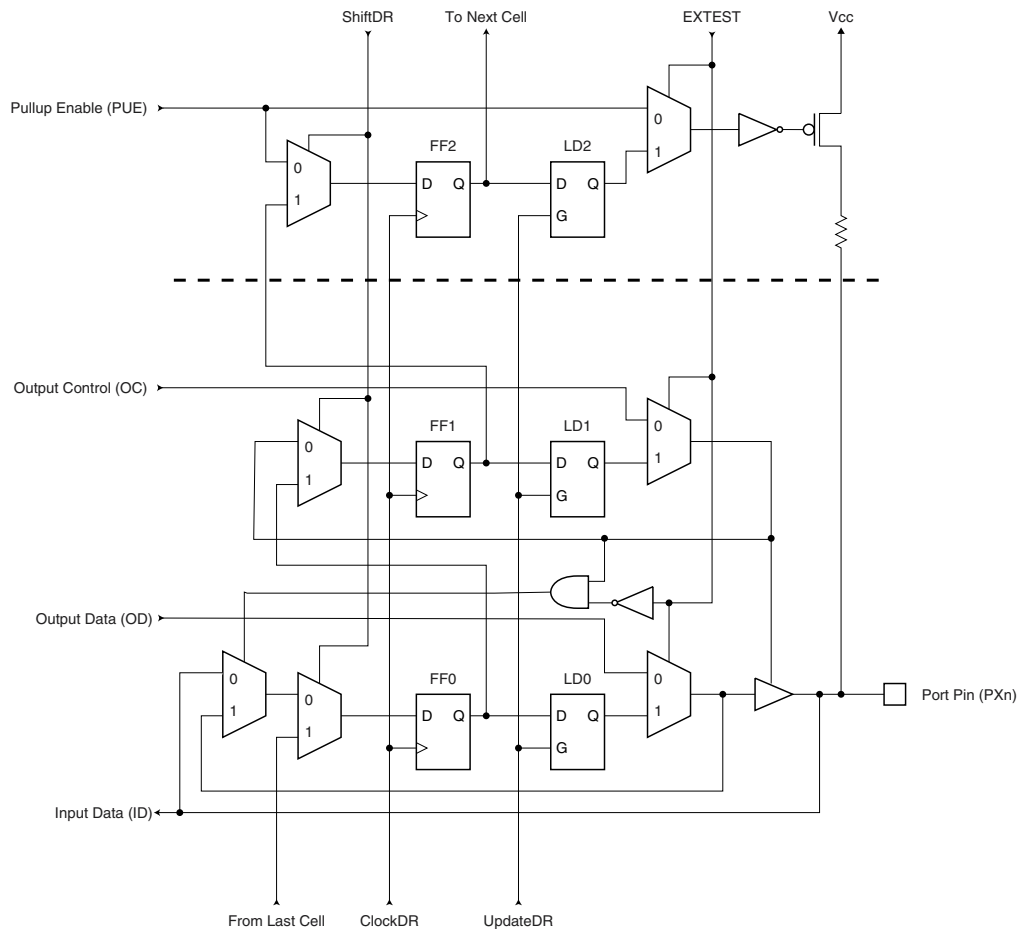 ShiftDR
To Next Cell
EXTEST
Vcc
Pullup Enable (PUE)
0
1
FF2
D Q
LD2
D Q
G
0
1
Output Control (OC)
0
1
FF1
D Q
LD1
D Q
G
0
1
Output Data (OD)
0
1
0
1
FF0
D Q
LD0
D Q
G
0
1
Port Pin (PXn)
Input Data (ID)
From Last Cell
ClockDR
UpdateDR